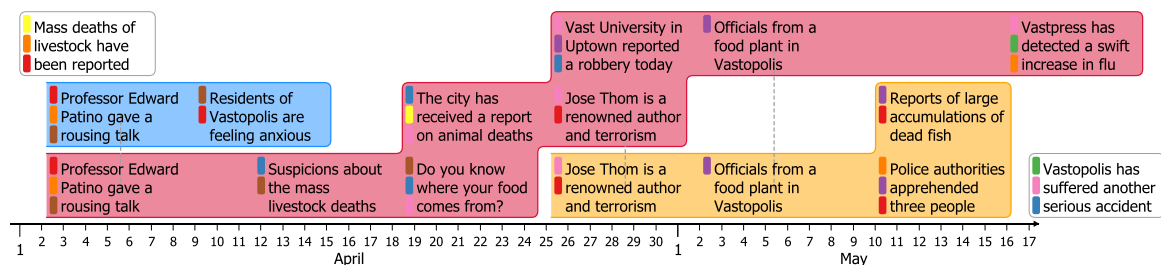 Mass deaths of
livestock have
been reported
Vast University in
Uptown reported
a robbery today
Officials from a
food plant in
Vastopolis
Vastpress has
detected a swift
increase in flu
Professor Edward
Patino gave a
rousing talk
Residents of
Vastopolis are
feeling anxious
The city has
received a report
on animal deaths
Jose Thom is a
renowned author
and terrorism
Reports of large
accumulations of
dead fish
Professor Edward
Patino gave a
rousing talk
Suspicions about
the mass
livestock deaths
Do you know
where your food
comes from?
Jose Thom is a
renowned author
and terrorism
Officials from a
food plant in
Vastopolis
Police authorities
apprehended
three people
Vastopolis has
suffered another
serious accident
1 2 3 4 5 6 7 8 9 10 11 12 13 14 15 16 17 18 19 20 21 22 23 24 25 26 27 28 29 30 1 2 3 4 5 6 7 8 9 10 11 12 13 14 15 16 17
April May